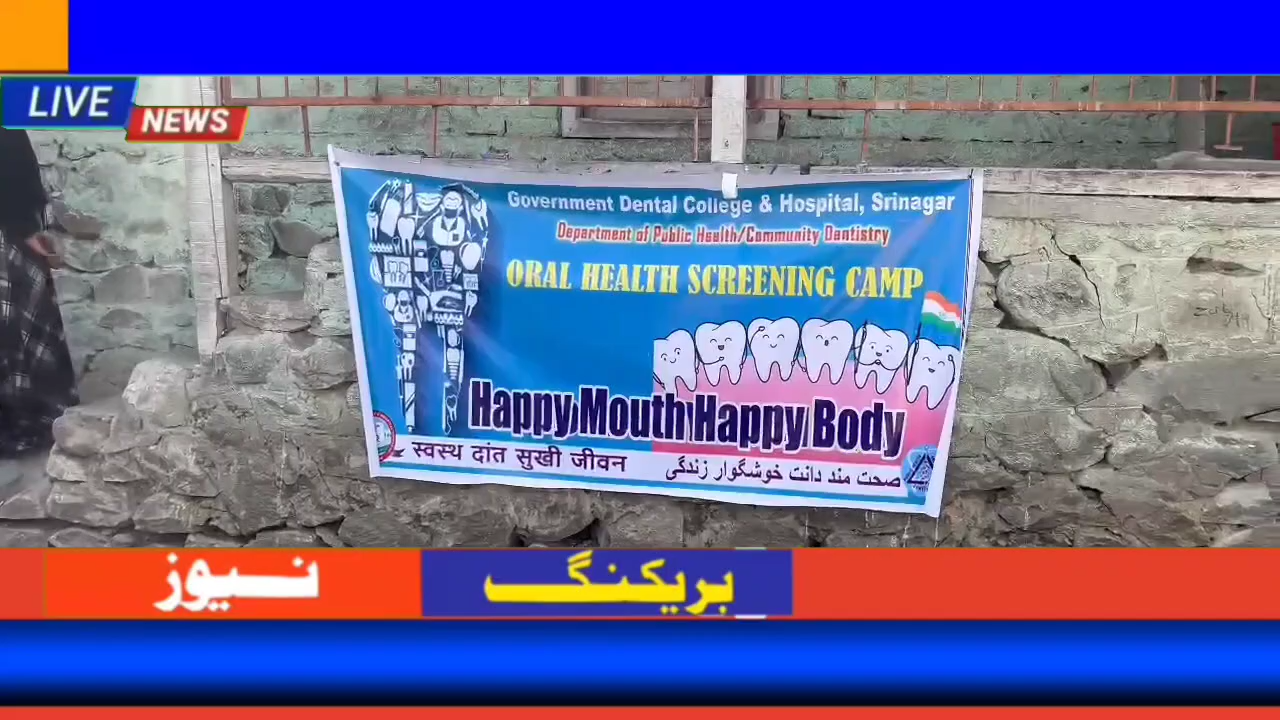 LIVE
NEWS
Government Dental College & Hospital, Srinagar
Department of Public Health/Community Dentistry
ORAL HEALTH SCREENING CAMP
Happy Mouth Happy Body
स्वस्थ दांत सुखी जीवन
صحت مند دانت خوشگوار زندگی
بریکنگ نیوز